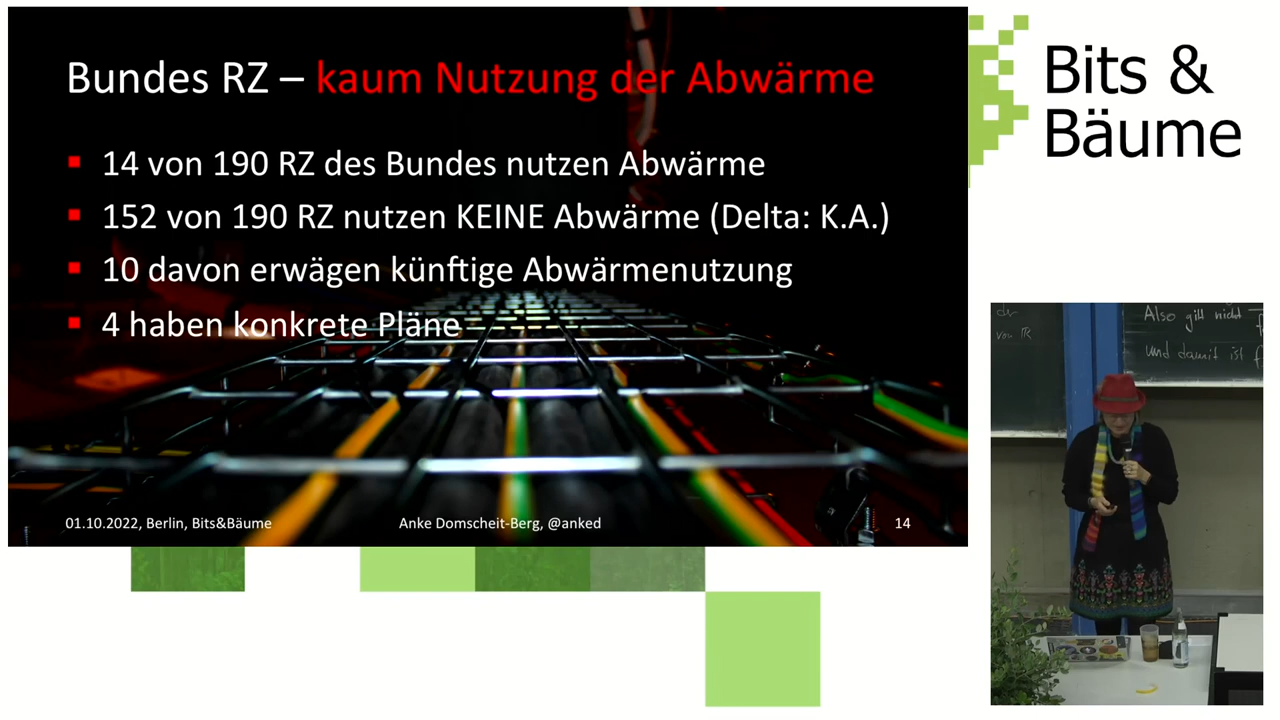 Bundes RZ – kaum Nutzung der Abwärme
14 von 190 RZ des Bundes nutzen Abwärme
152 von 190 RZ nutzen KEINE Abwärme (Delta: K.A.)
10 davon erwägen künftige Abwärmenutzung
4 haben konkrete Pläne
01.10.2022, Berlin, Bits&Bäume
Anke Domscheit-Berg, @anked
14
Bits &
Bäume
Also gilt nicht
von
und damit ist